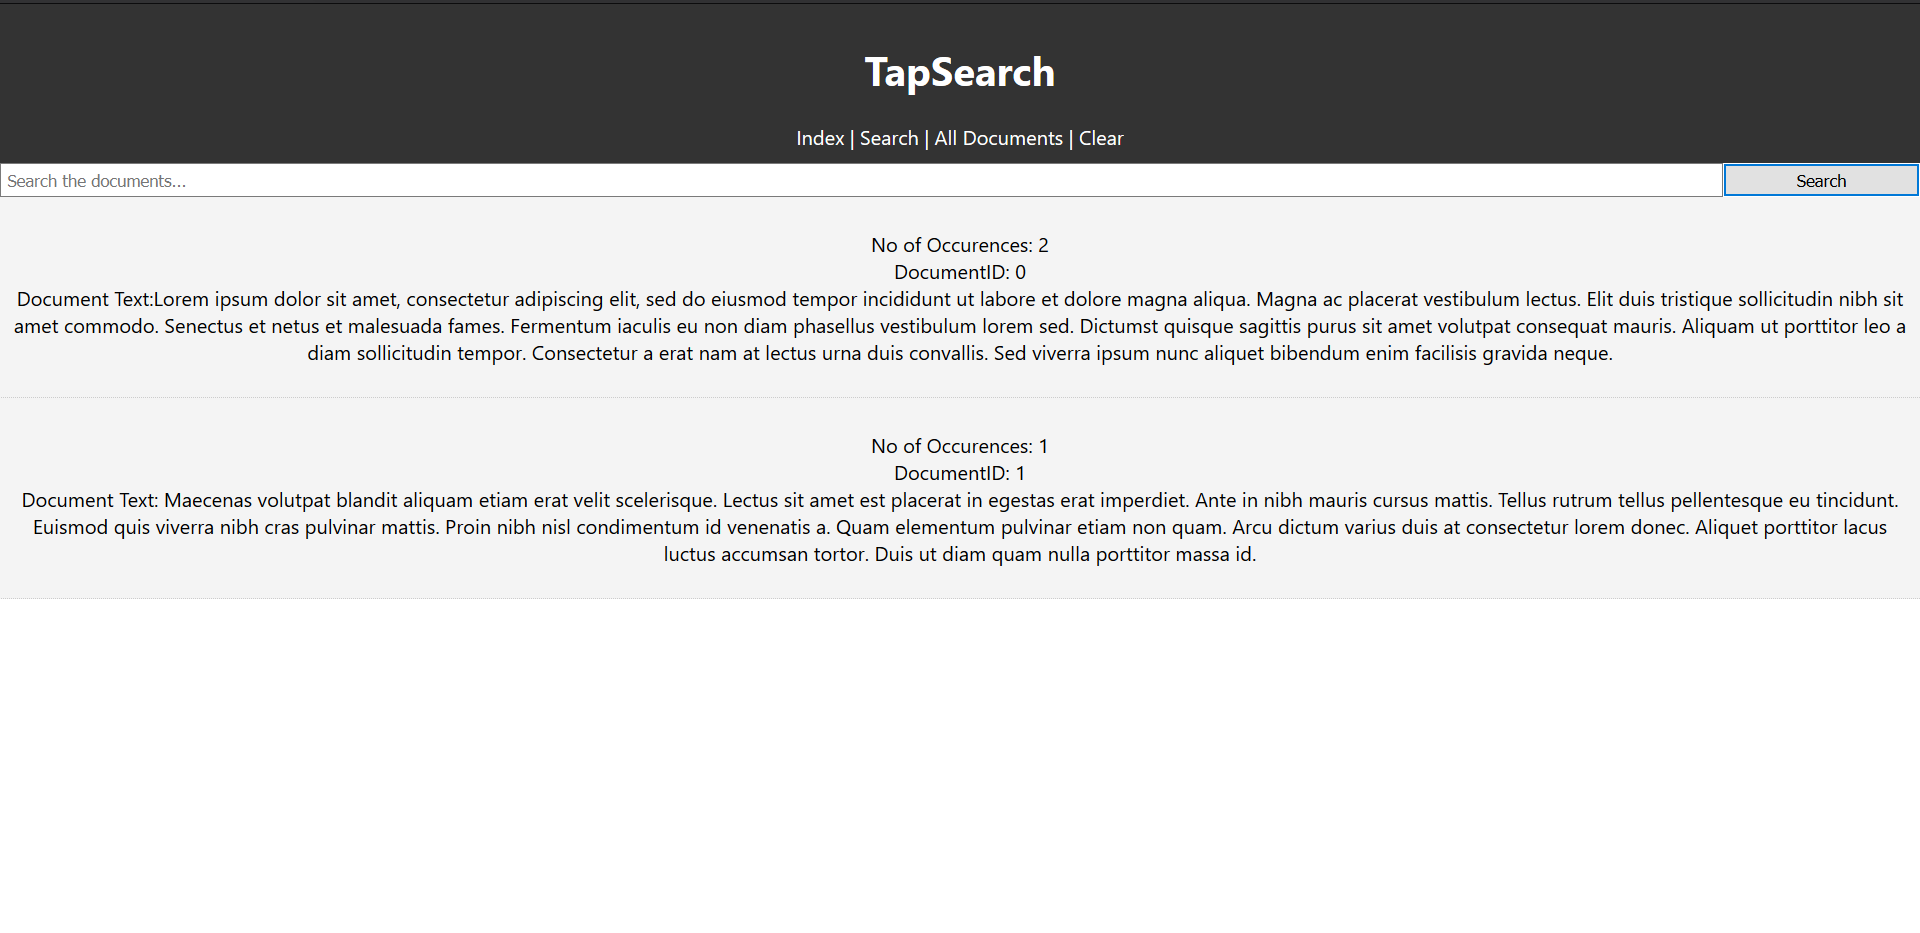 TapSearch
Index | Search | All Documents | Clear
Search the documents...
Search
No of Occurences: 2
DocumentID: 0
Document Text:Lorem ipsum dolor sit amet, consectetur adipiscing elit, sed do eiusmod tempor incididunt ut labore et dolore magna aliqua. Magna ac placerat vestibulum lectus. Elit duis tristique sollicitudin nibh sit
amet commodo. Senectus et netus et malesuada fames. Fermentum iaculis eu non diam phasellus vestibulum lorem sed. Dictumst quisque sagittis purus sit amet volutpat consequat mauris. Aliquam ut porttitor leo a
diam sollicitudin tempor. Consectetur a erat nam at lectus urna duis convallis. Sed viverra ipsum nunc aliquet bibendum enim facilisis gravida neque.
No of Occurences: 1
DocumentID: 1
Document Text: Maecenas volutpat blandit aliquam etiam erat velit scelerisque. Lectus sit amet est placerat in egestas erat imperdiet. Ante in nibh mauris cursus mattis. Tellus rutrum tellus pellentesque eu tincidunt.
Euismod quis viverra nibh cras pulvinar mattis. Proin nibh nisl condimentum id venenatis a. Quam elementum pulvinar etiam non quam. Arcu dictum varius duis at consectetur lorem donec. Aliquet porttitor lacus
luctus accumsan tortor. Duis ut diam quam nulla porttitor massa id.